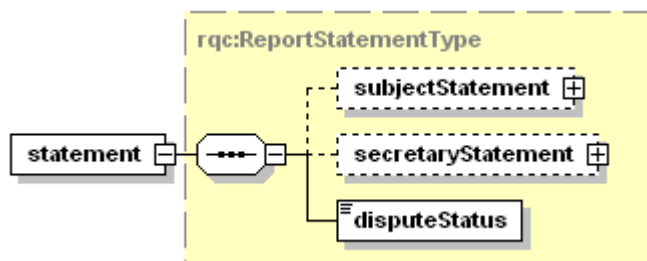 rqc:ReportStatementType
subjectStatement
statement
secretaryStatement
disputeStatus